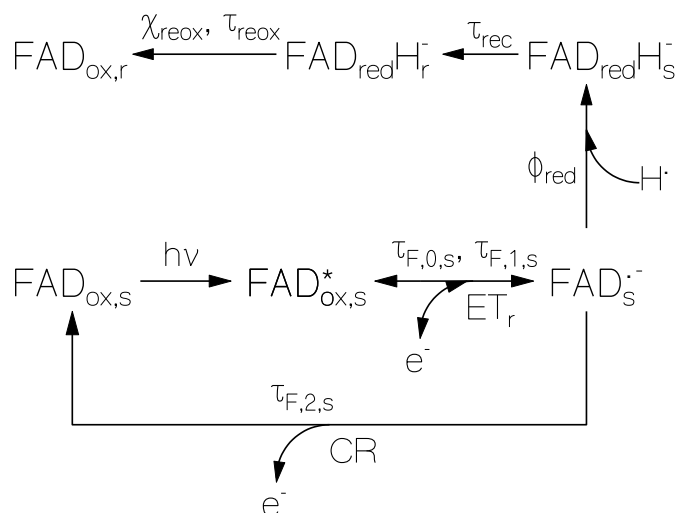 χreox, τreox
τrec
FADox,r
FADredH⁻r
FADredH⁻s
ϕred
H·
hν
τF,0,s, τF,1,s
FADox,s
FAD*ox,s
FAD·⁻s
ETr
e⁻
τF,2,s
CR
e⁻